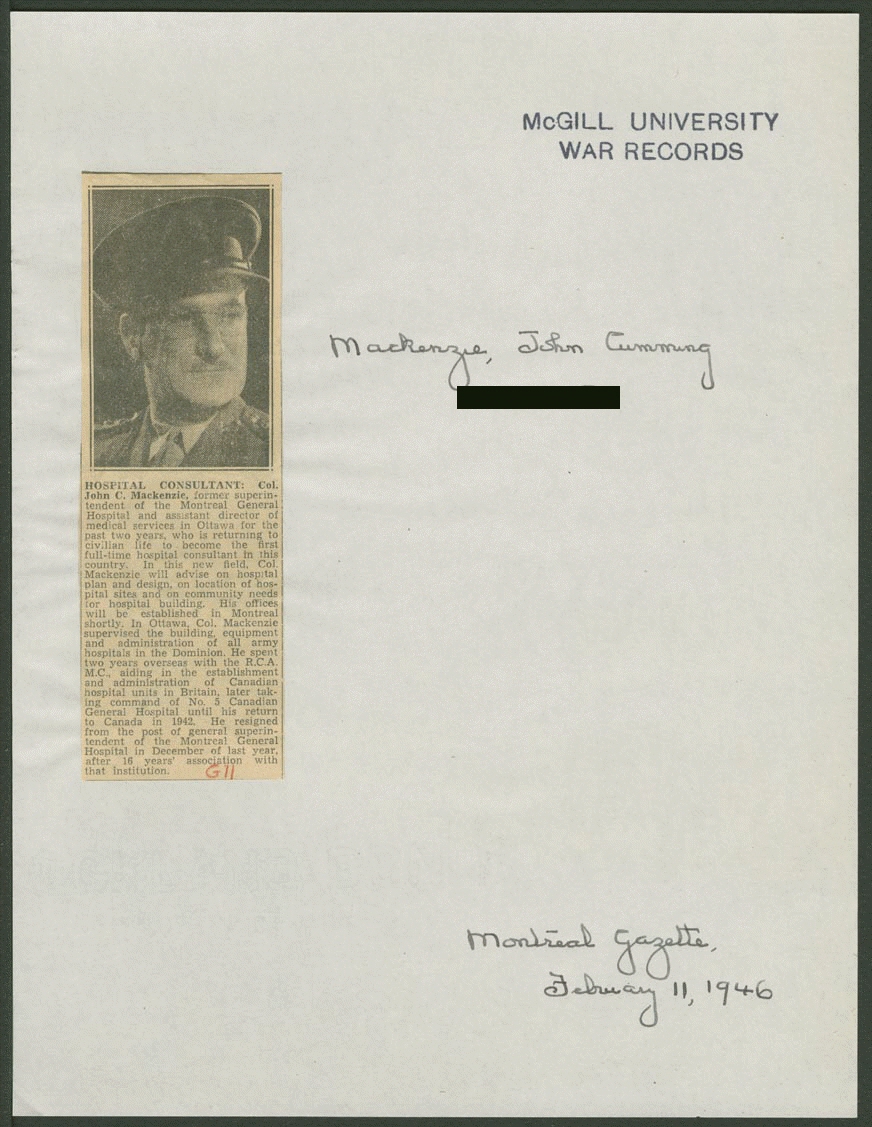 McGILL UNIVERSITY
WAR RECORDS
Mackenzie, John Cumming
HOSPITAL CONSULTANT: Col.
John C. Mackenzie, former superin-
tendent of the Montreal General
Hospital and assistant director of
medical services in Ottawa for the
past two years, who is returning to
civilian life to become the first
full-time hospital consultant in this
country. In this new field, Col.
Mackenzie will advise on hospital
plan and design, on location of hos-
pital sites and on community needs
for hospital building. His offices
will be established in Montreal
shortly. In Ottawa, Col. Mackenzie
supervised the building, equipment
and administration of all army
hospitals in the Dominion. He spent
two years overseas with the R.C.A.
M.C., aiding in the establishment
and administration of Canadian
hospital units in Britain, later tak-
ing command of No. 5 Canadian
General Hospital until his return
to Canada in 1942. He resigned
from the post of general superin-
tendent of the Montreal General
Hospital in December of last year,
after 16 years' association with
that institution.
G11
Montreal Gazette,
February 11, 1946